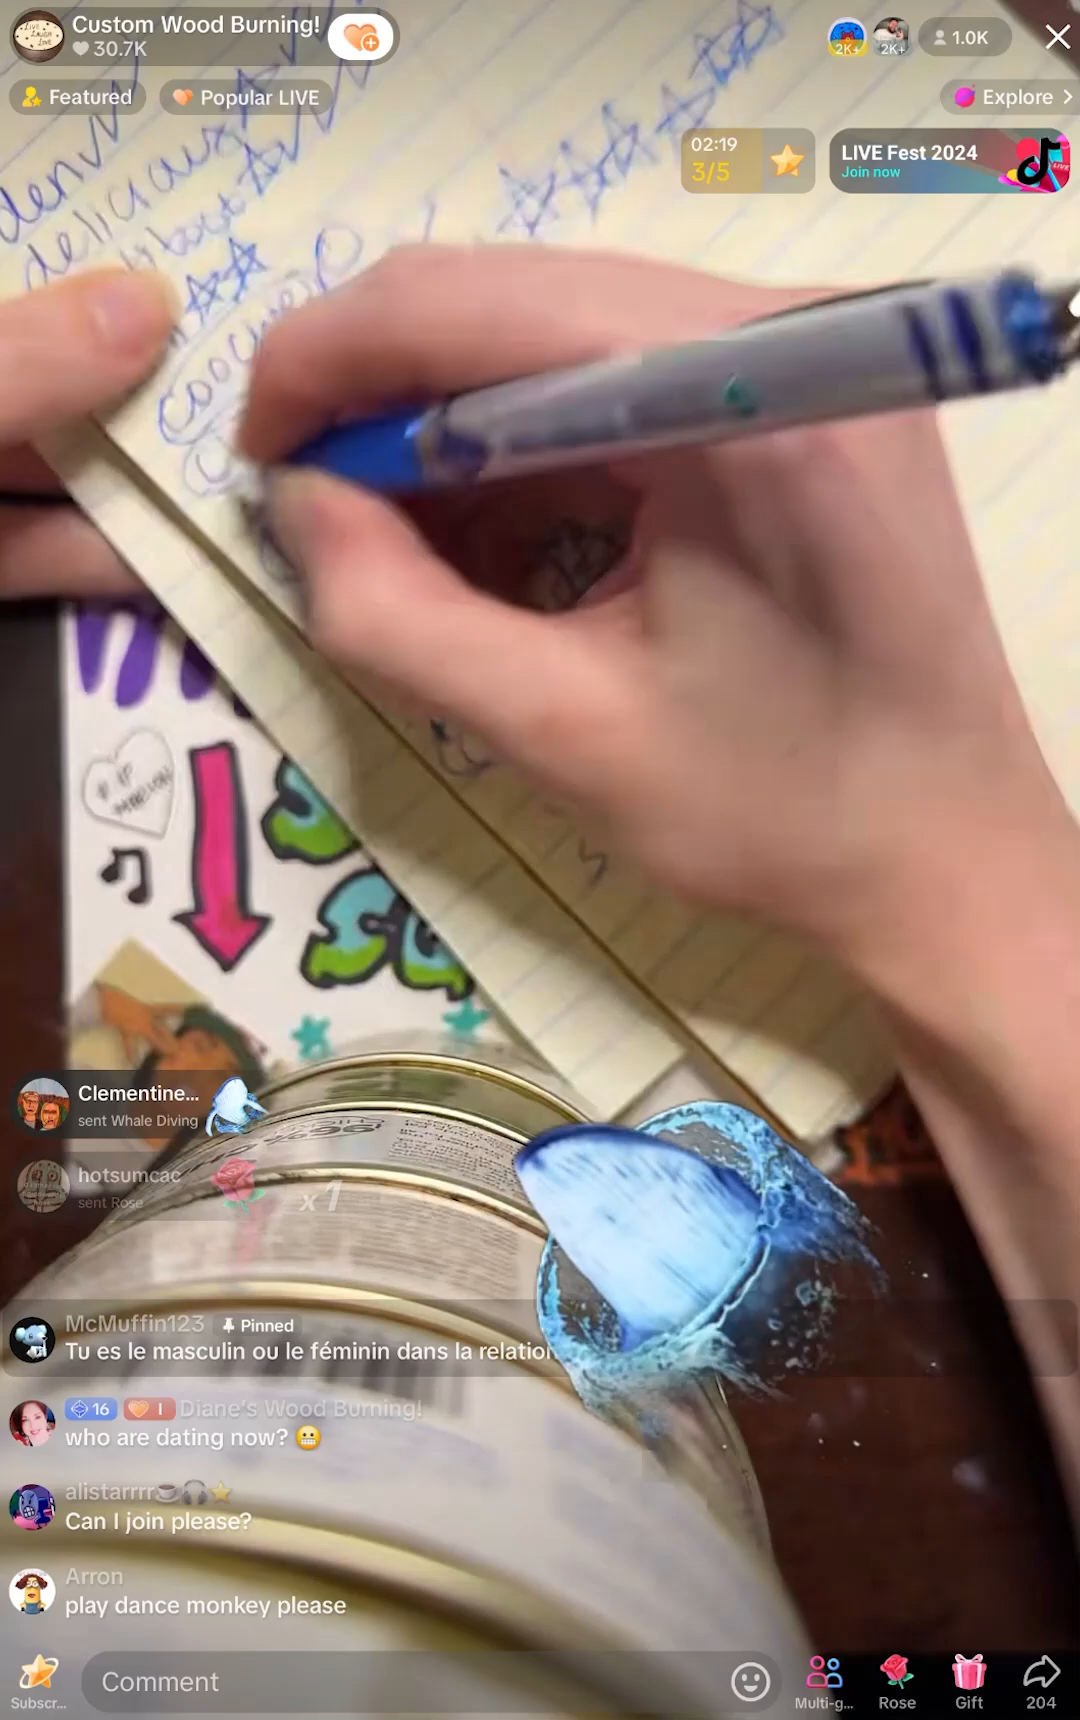 Custom Wood Burning!
30.7K
2K+
2K+
1.0K
Featured
Popular LIVE
Explore
02:19
3/5
LIVE Fest 2024
Join now
delicious
Clementine...
sent Whale Diving
hotsumcac
sent Rose
x1
McMuffin123 Pinned
Tu es le masculin ou le féminin dans la relation
16 I Diane's Wood Burning!
who are dating now? 😬
alistarrrr☕🎧⭐
Can I join please?
Arron
play dance monkey please
Subscr...
Comment
Multi-g...
Rose
Gift
204